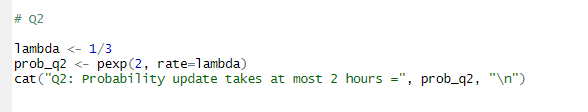 # Q2
lambda <- 1/3
prob_q2 <- pexp(2, rate=lambda)
cat("Q2: Probability update takes at most 2 hours =", prob_q2, "\n")